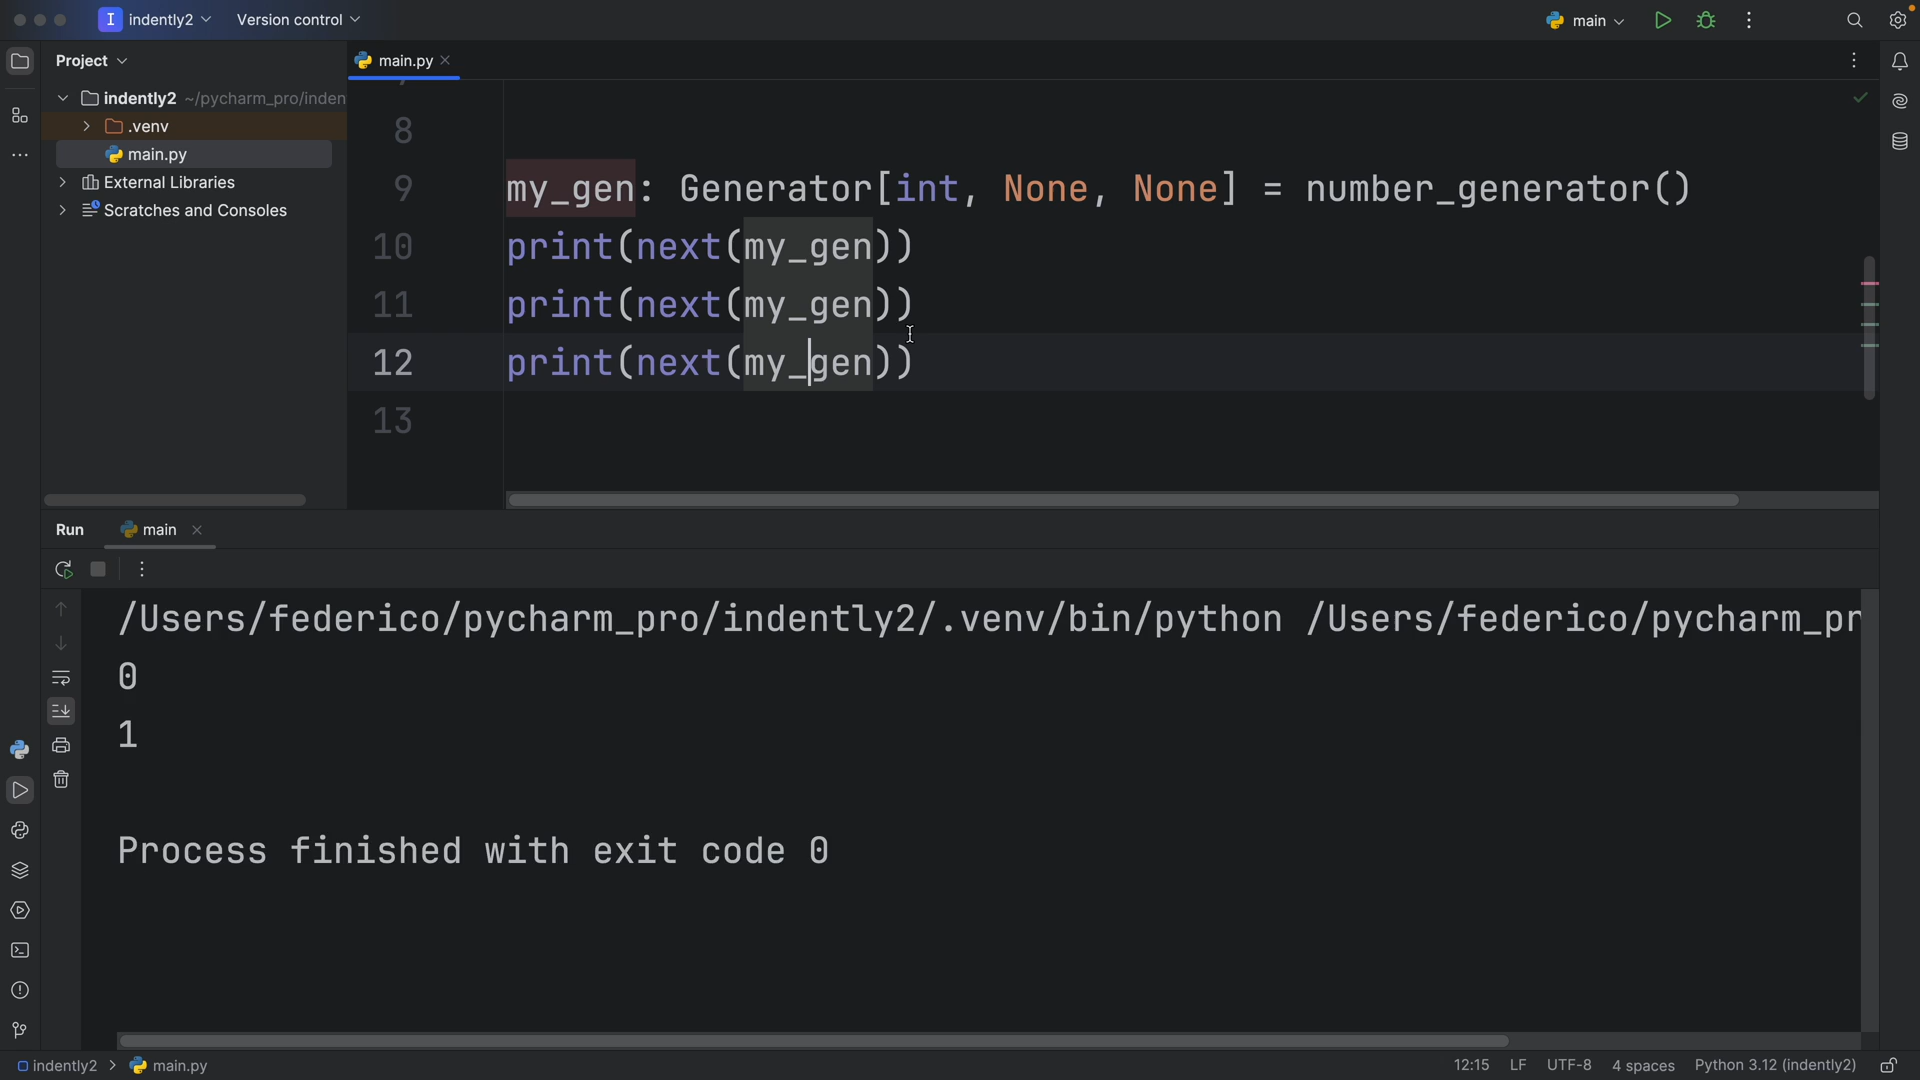 I indently2 Version control main
Project main.py
indently2 ~/pycharm_pro/inden
.venv
main.py
External Libraries
Scratches and Consoles
8
9 my_gen: Generator[int, None, None] = number_generator()
10 print(next(my_gen))
11 print(next(my_gen))
12 print(next(my_gen))
13
Run main
/Users/federico/pycharm_pro/indently2/.venv/bin/python /Users/federico/pycharm_pr
0
1
Process finished with exit code 0
indently2 > main.py 12:15 LF UTF-8 4 spaces Python 3.12 (indently2)